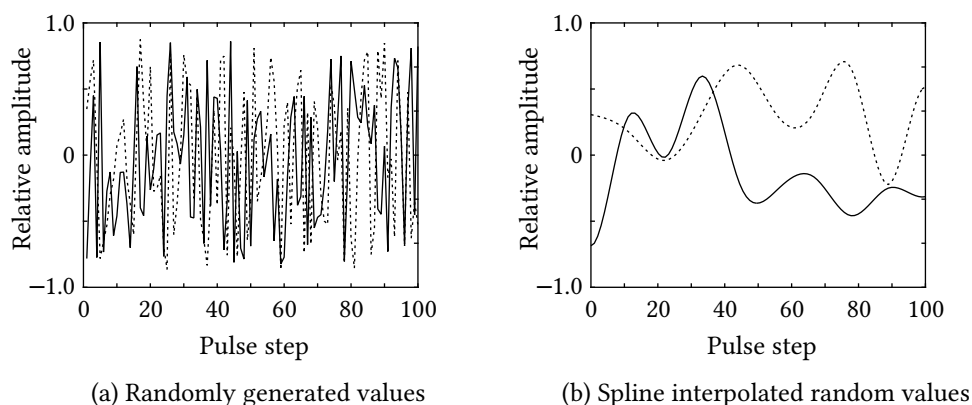 1.0
0
−1.0
Relative amplitude
0 20 40 60 80 100
Pulse step
(a) Randomly generated values
1.0
0
−1.0
Relative amplitude
0 20 40 60 80 100
Pulse step
(b) Spline interpolated random values